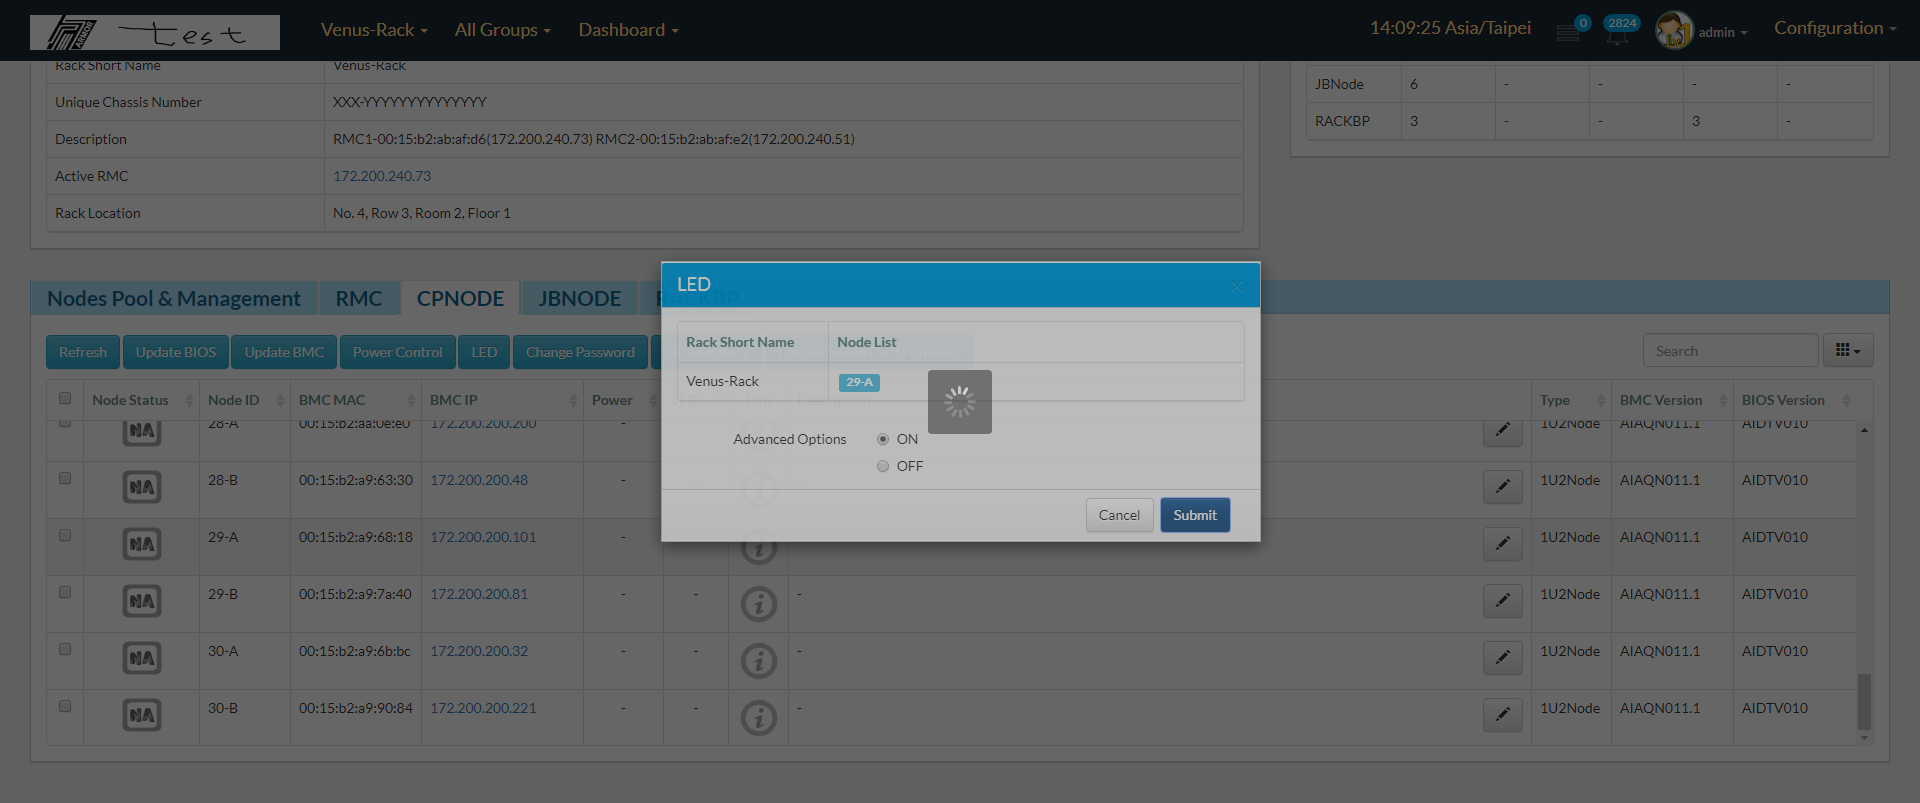 ARMOR test Venus-Rack All Groups Dashboard 14:09:25 Asia/Taipei 0 2824 admin Configuration
Rack Short Name Venus-Rack
Unique Chassis Number XXX-YYYYYYYYYYYYYY
Description RMC1-00:15:b2:ab:af:d6(172.200.240.73) RMC2-00:15:b2:ab:af:e2(172.200.240.51)
Active RMC 172.200.240.73
Rack Location No. 4, Row 3, Room 2, Floor 1
JBNode 6 - - - -
RACKBP 3 - - 3 -
Nodes Pool & Management RMC CPNODE JBNODE RACKBP
Refresh Update BIOS Update BMC Power Control LED Change Password
Search
Node Status Node ID BMC MAC BMC IP Power LED Info Description Type BMC Version BIOS Version
NA 28-A 00:15:b2:aa:0e:e0 172.200.200.200 - 1U2Node AIAQN011.1 AIDTV010
NA 28-B 00:15:b2:a9:63:30 172.200.200.48 - 1U2Node AIAQN011.1 AIDTV010
NA 29-A 00:15:b2:a9:68:18 172.200.200.101 - 1U2Node AIAQN011.1 AIDTV010
NA 29-B 00:15:b2:a9:7a:40 172.200.200.81 - - i - 1U2Node AIAQN011.1 AIDTV010
NA 30-A 00:15:b2:a9:6b:bc 172.200.200.32 - - i - 1U2Node AIAQN011.1 AIDTV010
NA 30-B 00:15:b2:a9:90:84 172.200.200.221 - - i - 1U2Node AIAQN011.1 AIDTV010
LED
Rack Short Name Node List
Venus-Rack 29-A
Advanced Options ON
OFF
Cancel Submit